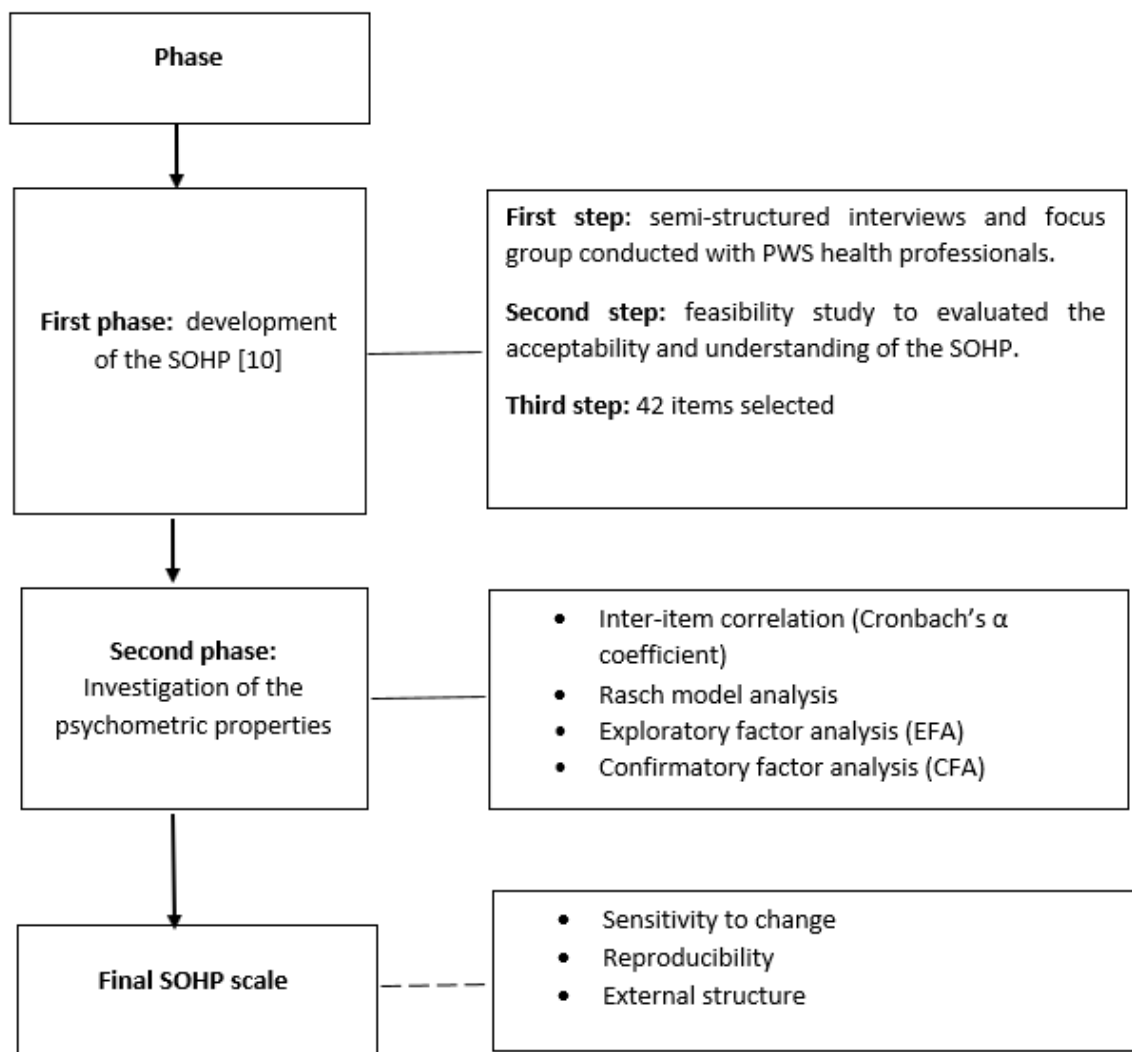 Phase
First phase: development
of the SOHP [10]
First step: semi-structured interviews and focus
group conducted with PWS health professionals.
Second step: feasibility study to evaluated the
acceptability and understanding of the SOHP.
Third step: 42 items selected
Second phase:
Investigation of the
psychometric properties
• Inter-item correlation (Cronbach’s α
coefficient)
• Rasch model analysis
• Exploratory factor analysis (EFA)
• Confirmatory factor analysis (CFA)
Final SOHP scale
• Sensitivity to change
• Reproducibility
• External structure